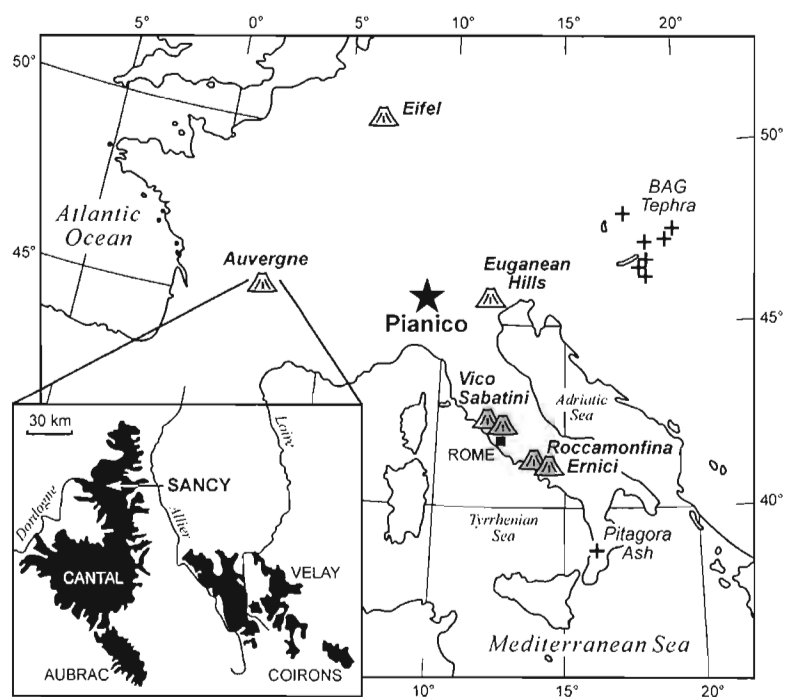 5° 0° 5° 10° 15° 20°
50°
Eifel
50°
BAG
Tephra
Atlantic
Ocean
45°
Auvergne
Euganean
Hills
Pianico
45°
Vico
Sabatini
Adriatic
Sea
30 km
Loire
ROME
Roccamonfina
Ernici
SANCY
Dordogne
Allier
40°
Tyrrhenian
Sea
Pitagora
Ash
CANTAL
VELAY
Mediterranean Sea
AUBRAC
COIRONS
10° 15° 20°